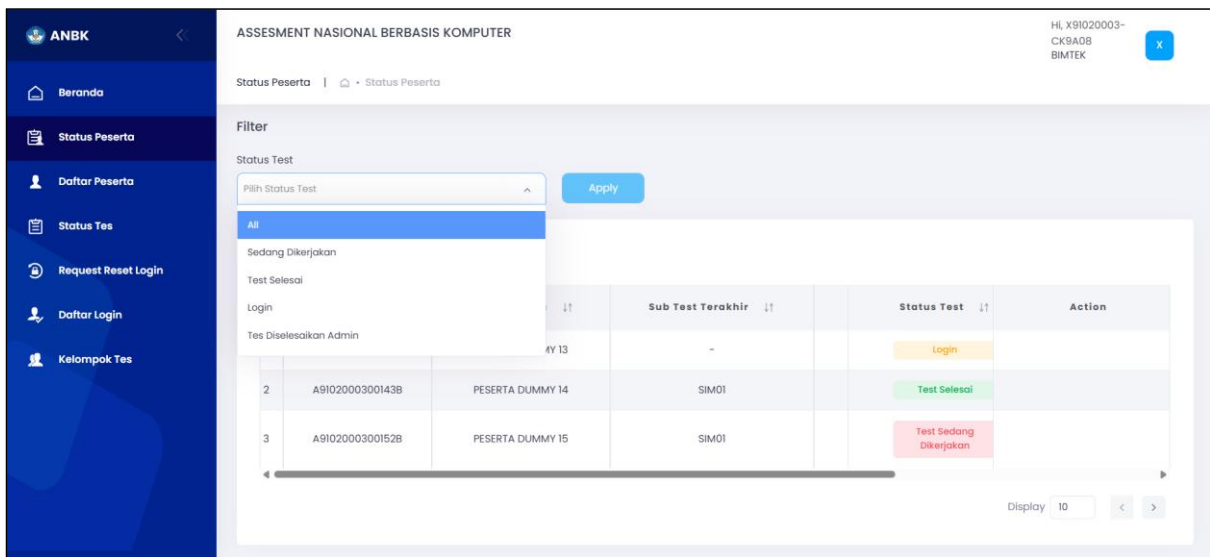 ANBK
Beranda
Status Peserta
Daftar Peserta
Status Tes
Request Reset Login
Daftar Login
Kelompok Tes
ASSESMENT NASIONAL BERBASIS KOMPUTER
Hi, X91020003-
CK9A08
BIMTEK
X
Status Peserta | • Status Peserta
Filter
Status Test
Pilih Status Test
Apply
All
Sedang Dikerjakan
Test Selesai
Login
Tes Diselesaikan Admin
Sub Test Terakhir Status Test Action
MY 13 - Login
2 A9102000300143B PESERTA DUMMY 14 SIM01 Test Selesai
3 A9102000300152B PESERTA DUMMY 15 SIM01 Test Sedang
Dikerjakan
Display 10 < >